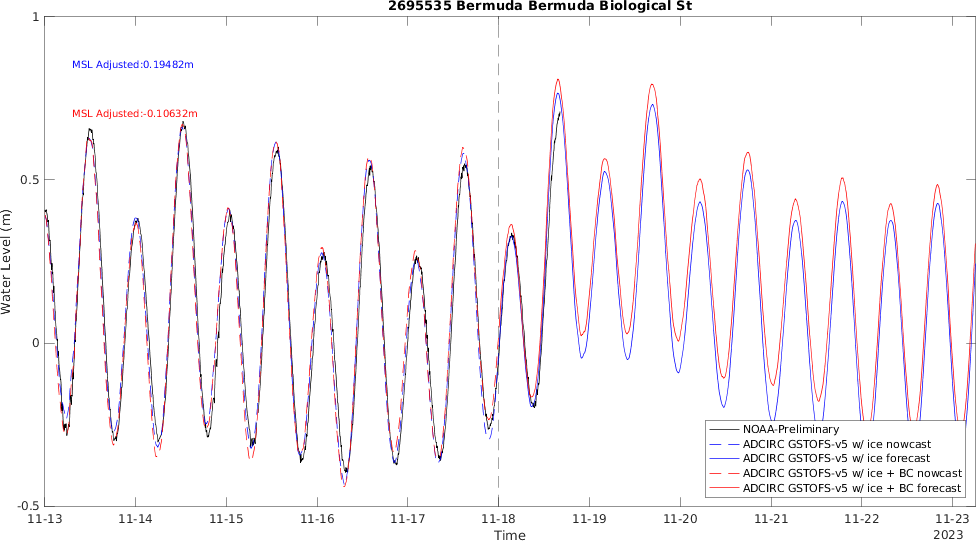 2695535 Bermuda Bermuda Biological St
MSL Adjusted:0.19482m
MSL Adjusted:-0.10632m
Water Level (m)
1
0.5
0
-0.5
NOAA-Preliminary
ADCIRC GSTOFS-v5 w/ ice nowcast
ADCIRC GSTOFS-v5 w/ ice forecast
ADCIRC GSTOFS-v5 w/ ice + BC nowcast
ADCIRC GSTOFS-v5 w/ ice + BC forecast
11-13 11-14 11-15 11-16 11-17 11-18 11-19 11-20 11-21 11-22 11-23
Time
2023